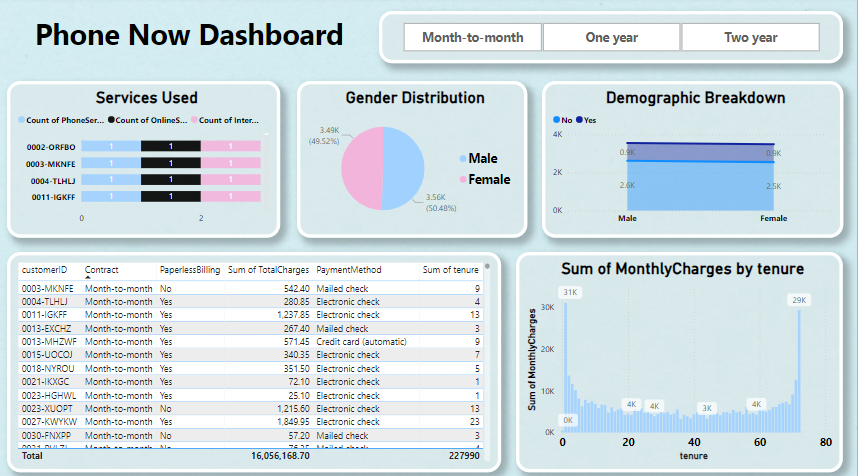 Phone Now Dashboard
Month-to-month One year Two year
Services Used
Count of PhoneSer... Count of OnlineS... Count of Inter...
0002-ORFBO 1 1 1
0003-MKNFE 1 1 1
0004-TLHLJ 1 1 1
0011-IGKFF 1 1 1
0 2
Gender Distribution
3.49K
(49.52%)
Male
Female
3.56K
(50.48%)
Demographic Breakdown
No Yes
4K
2K
0K
0.9K 0.9K
2.6K 2.5K
Male Female
customerID Contract PaperlessBilling Sum of TotalCharges PaymentMethod Sum of tenure
0003-MKNFE Month-to-month No 542.40 Mailed check 9
0004-TLHLJ Month-to-month Yes 280.85 Electronic check 4
0011-IGKFF Month-to-month Yes 1,237.85 Electronic check 13
0013-EXCHZ Month-to-month Yes 267.40 Mailed check 3
0013-MHZWF Month-to-month Yes 571.45 Credit card (automatic) 9
0015-UOCOJ Month-to-month Yes 340.35 Electronic check 7
0018-NYROU Month-to-month Yes 351.50 Electronic check 5
0021-IKXGC Month-to-month Yes 72.10 Electronic check 1
0023-HGHWL Month-to-month Yes 25.10 Electronic check 1
0023-XUOPT Month-to-month No 1,215.60 Electronic check 13
0027-KWYKW Month-to-month Yes 1,849.95 Electronic check 23
0030-FNXPP Month-to-month No 57.20 Mailed check 3
Total 16,056,168.70 227990
Sum of MonthlyCharges by tenure
Sum of MonthlyCharges
30K
20K
10K
0K
31K 29K
0K 4K 4K 3K 4K
0 20 40 60 80
tenure